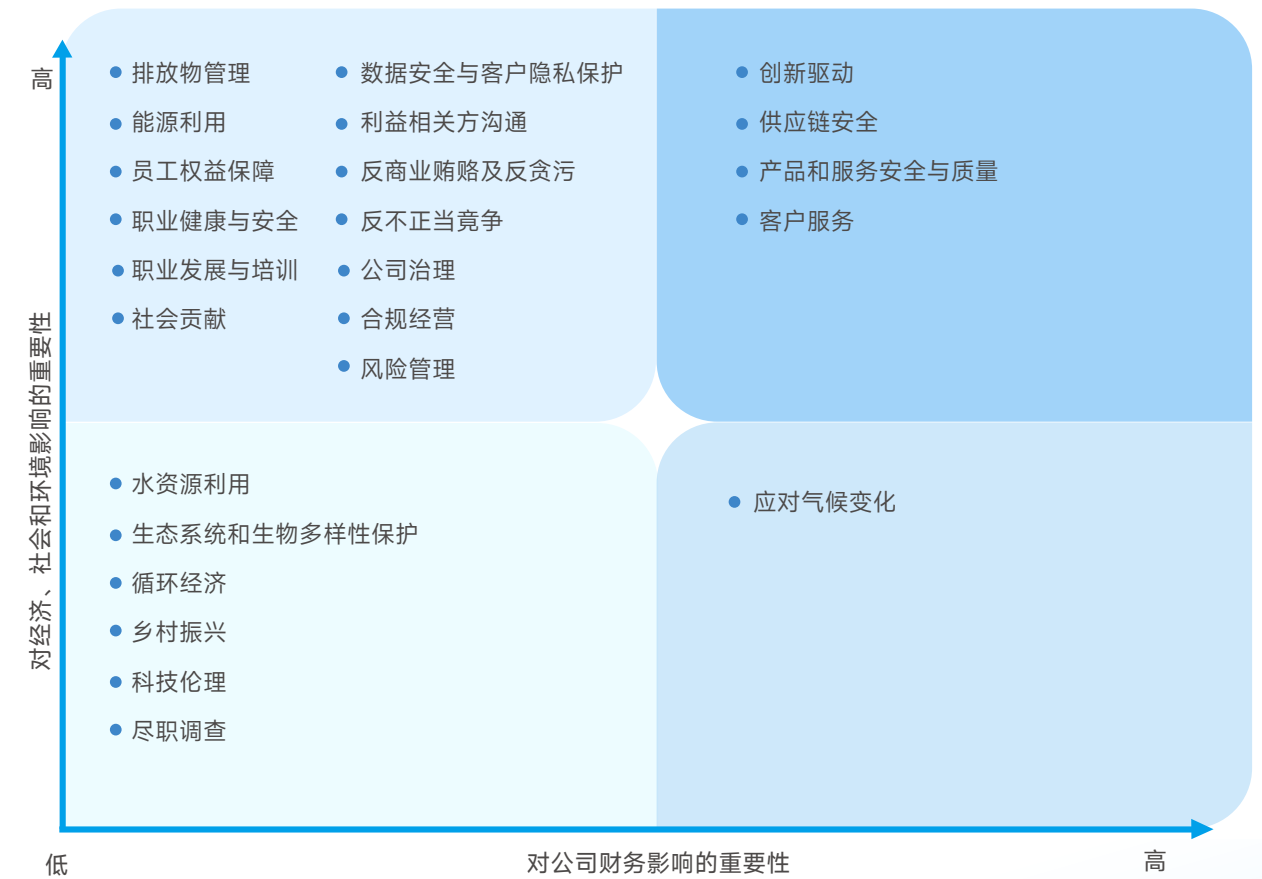 高
排放物管理
能源利用
员工权益保障
职业健康与安全
职业发展与培训
社会贡献
数据安全与客户隐私保护
利益相关方沟通
反商业贿赂及反贪污
反不正当竞争
公司治理
合规经营
风险管理
创新驱动
供应链安全
产品和服务安全与质量
客户服务
对经济、社会和环境影响的重要性
水资源利用
生态系统和生物多样性保护
循环经济
乡村振兴
科技伦理
尽职调查
应对气候变化
低
对公司财务影响的重要性
高